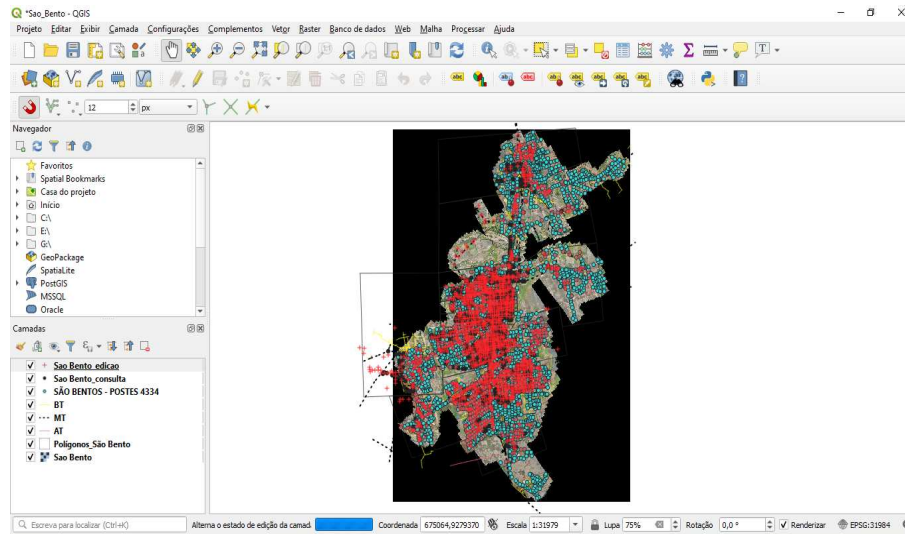 *Sao_Bento - QGIS
Projeto Editar Exibir Camada Configurações Complementos Vetor Raster Banco de dados Web Malha Processar Ajuda
12 px
Navegador
Favoritos
Spatial Bookmarks
Casa do projeto
Início
C:\
E:\
G:\
GeoPackage
SpatiaLite
PostGIS
MSSQL
Oracle
Camadas
Sao Bento_edicao
Sao Bento_consulta
SÃO BENTOS - POSTES 4334
BT
MT
AT
Polígonos_São Bento
Sao Bento
Escreva para localizar (Ctrl+K) Alterna o estado de edição da camad. Coordenada 675064,9279370 Escala 1:31979 Lupa 75% Rotação 0,0 ° Renderizar EPSG:31984